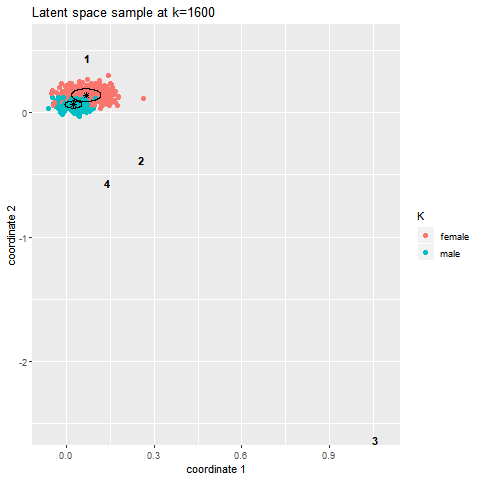 Latent space sample at k=1600
1
2
4
3
0
-1
-2
0.0 0.3 0.6 0.9
coordinate 1
coordinate 2
K
female
male